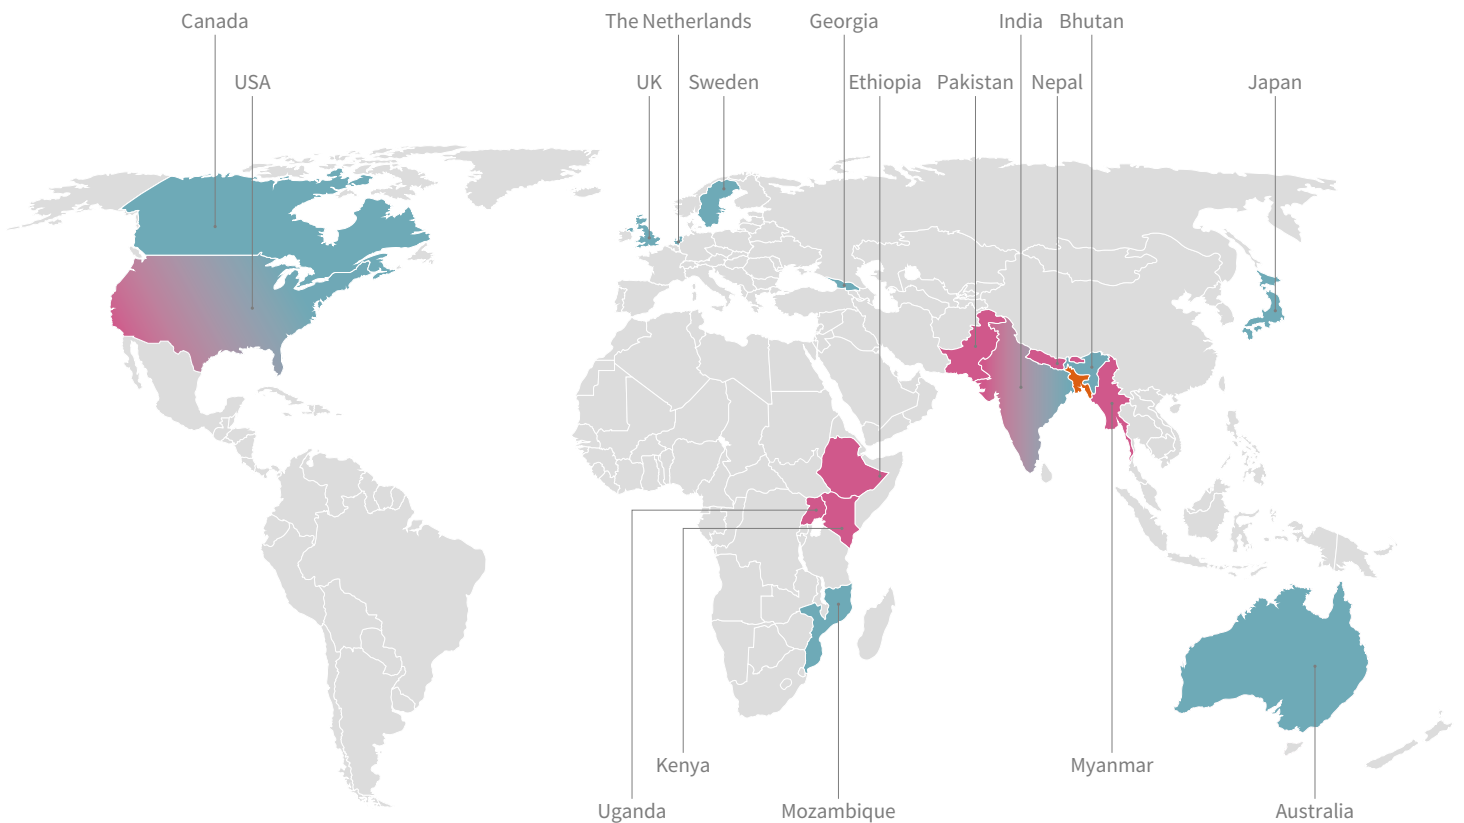 Canada
The Netherlands
Georgia
India
Bhutan
USA
UK
Sweden
Ethiopia
Pakistan
Nepal
Japan
Kenya
Myanmar
Uganda
Mozambique
Australia